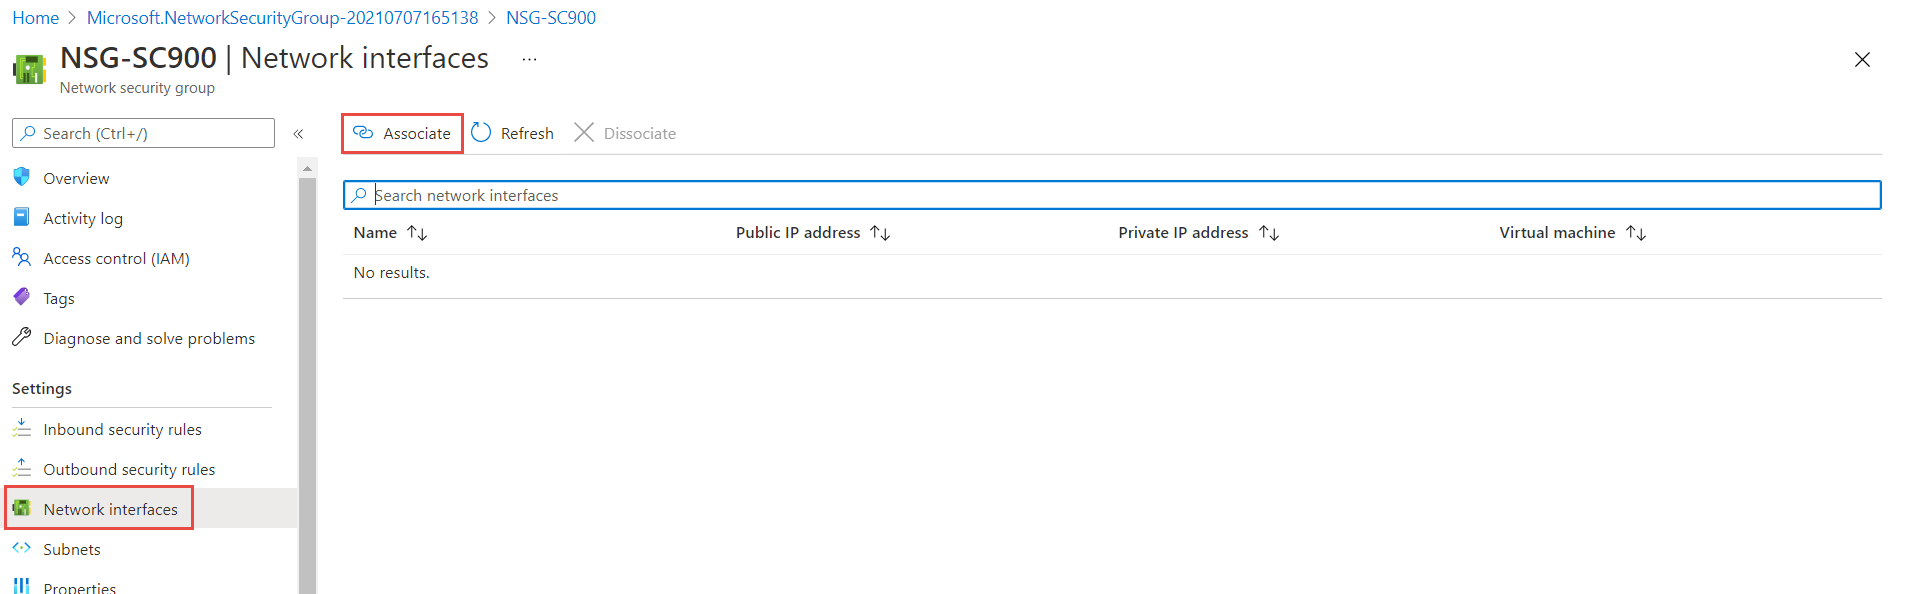 Home > Microsoft.NetworkSecurityGroup-20210707165138 > NSG-SC900
NSG-SC900 | Network interfaces ...
Network security group
Search (Ctrl+/) «
Associate Refresh Dissociate
Overview
Activity log
Access control (IAM)
Tags
Diagnose and solve problems
Settings
Inbound security rules
Outbound security rules
Network interfaces
Subnets
Properties
Search network interfaces
Name ↑↓ Public IP address ↑↓ Private IP address ↑↓ Virtual machine ↑↓
No results.